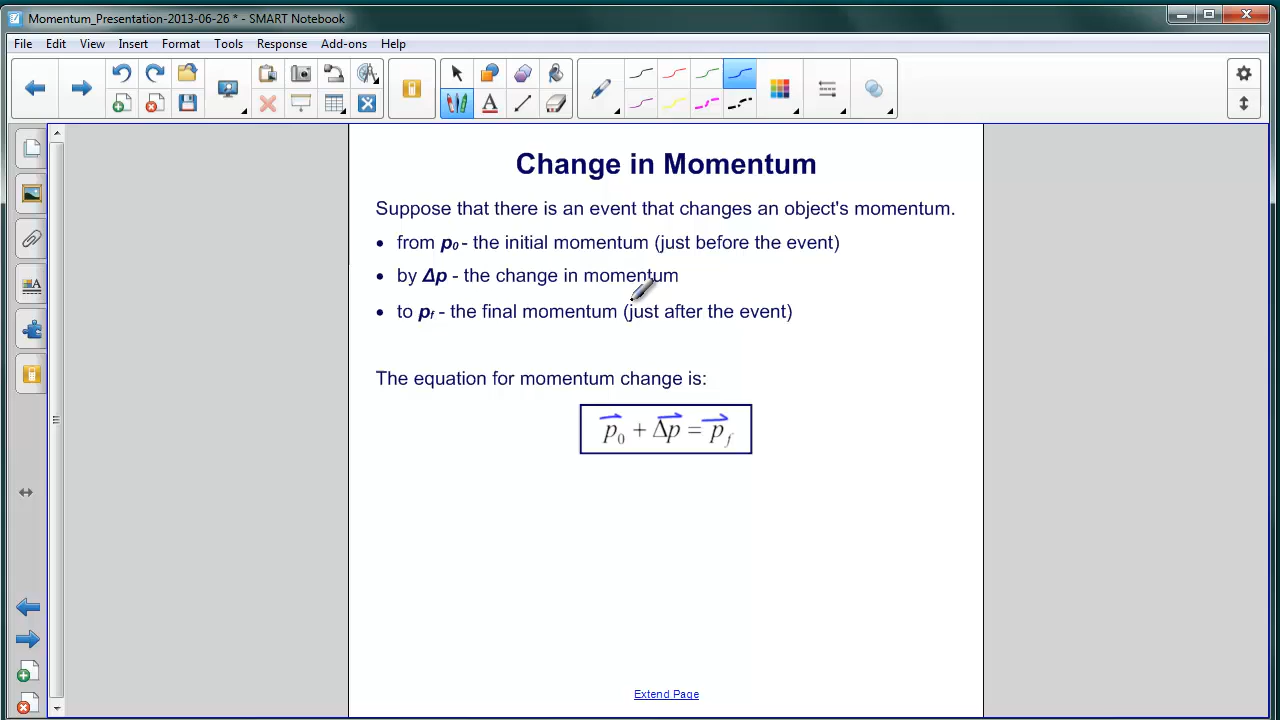 Momentum_Presentation-2013-06-26 * - SMART Notebook
File Edit View Insert Format Tools Response Add-ons Help
Change in Momentum
Suppose that there is an event that changes an object's momentum.
• from p₀ - the initial momentum (just before the event)
• by Δp - the change in momentum
• to pf - the final momentum (just after the event)
The equation for momentum change is:
p⃗₀ + Δp⃗ = p⃗f
Extend Page